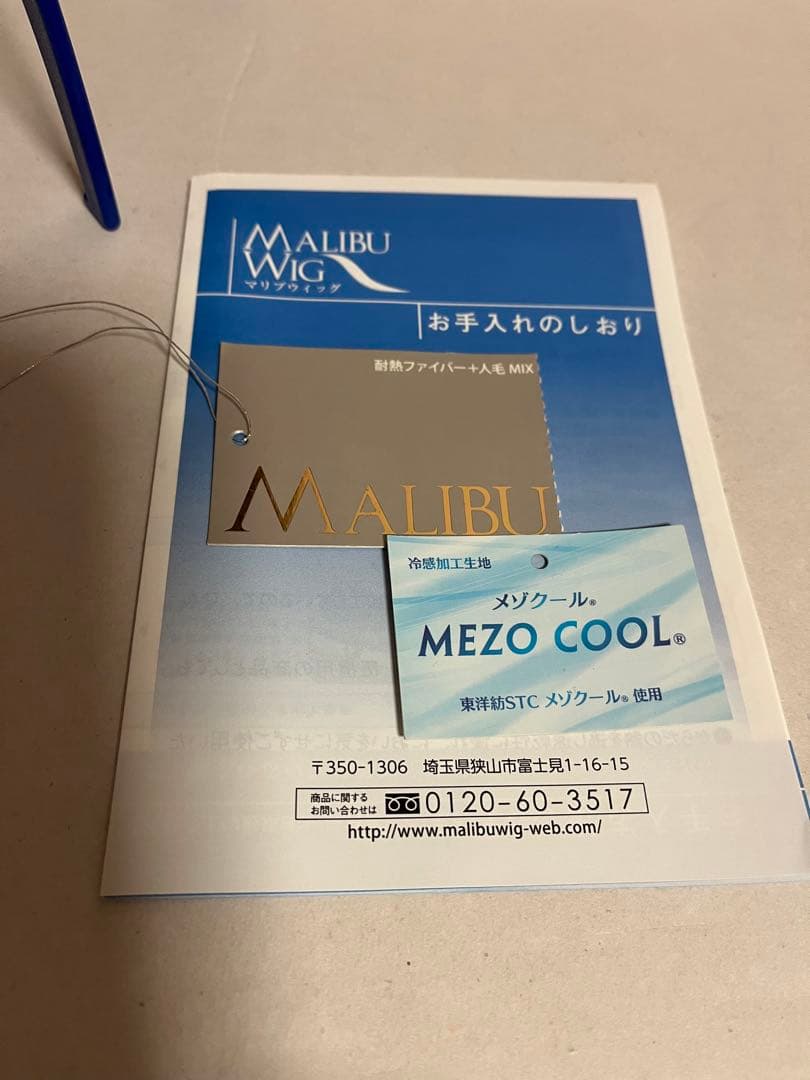 MALIBU
WIG
マリブウィッグ
お手入れのしおり
耐熱ファイバー+人毛 MIX
MALIBU
冷感加工生地
メゾクール®
MEZO COOL®
東洋紡STC メゾクール® 使用
〒350-1306 埼玉県狭山市富士見1-16-15
商品に関する
お問い合わせは 0120-60-3517
http://www.malibuwig-web.com/